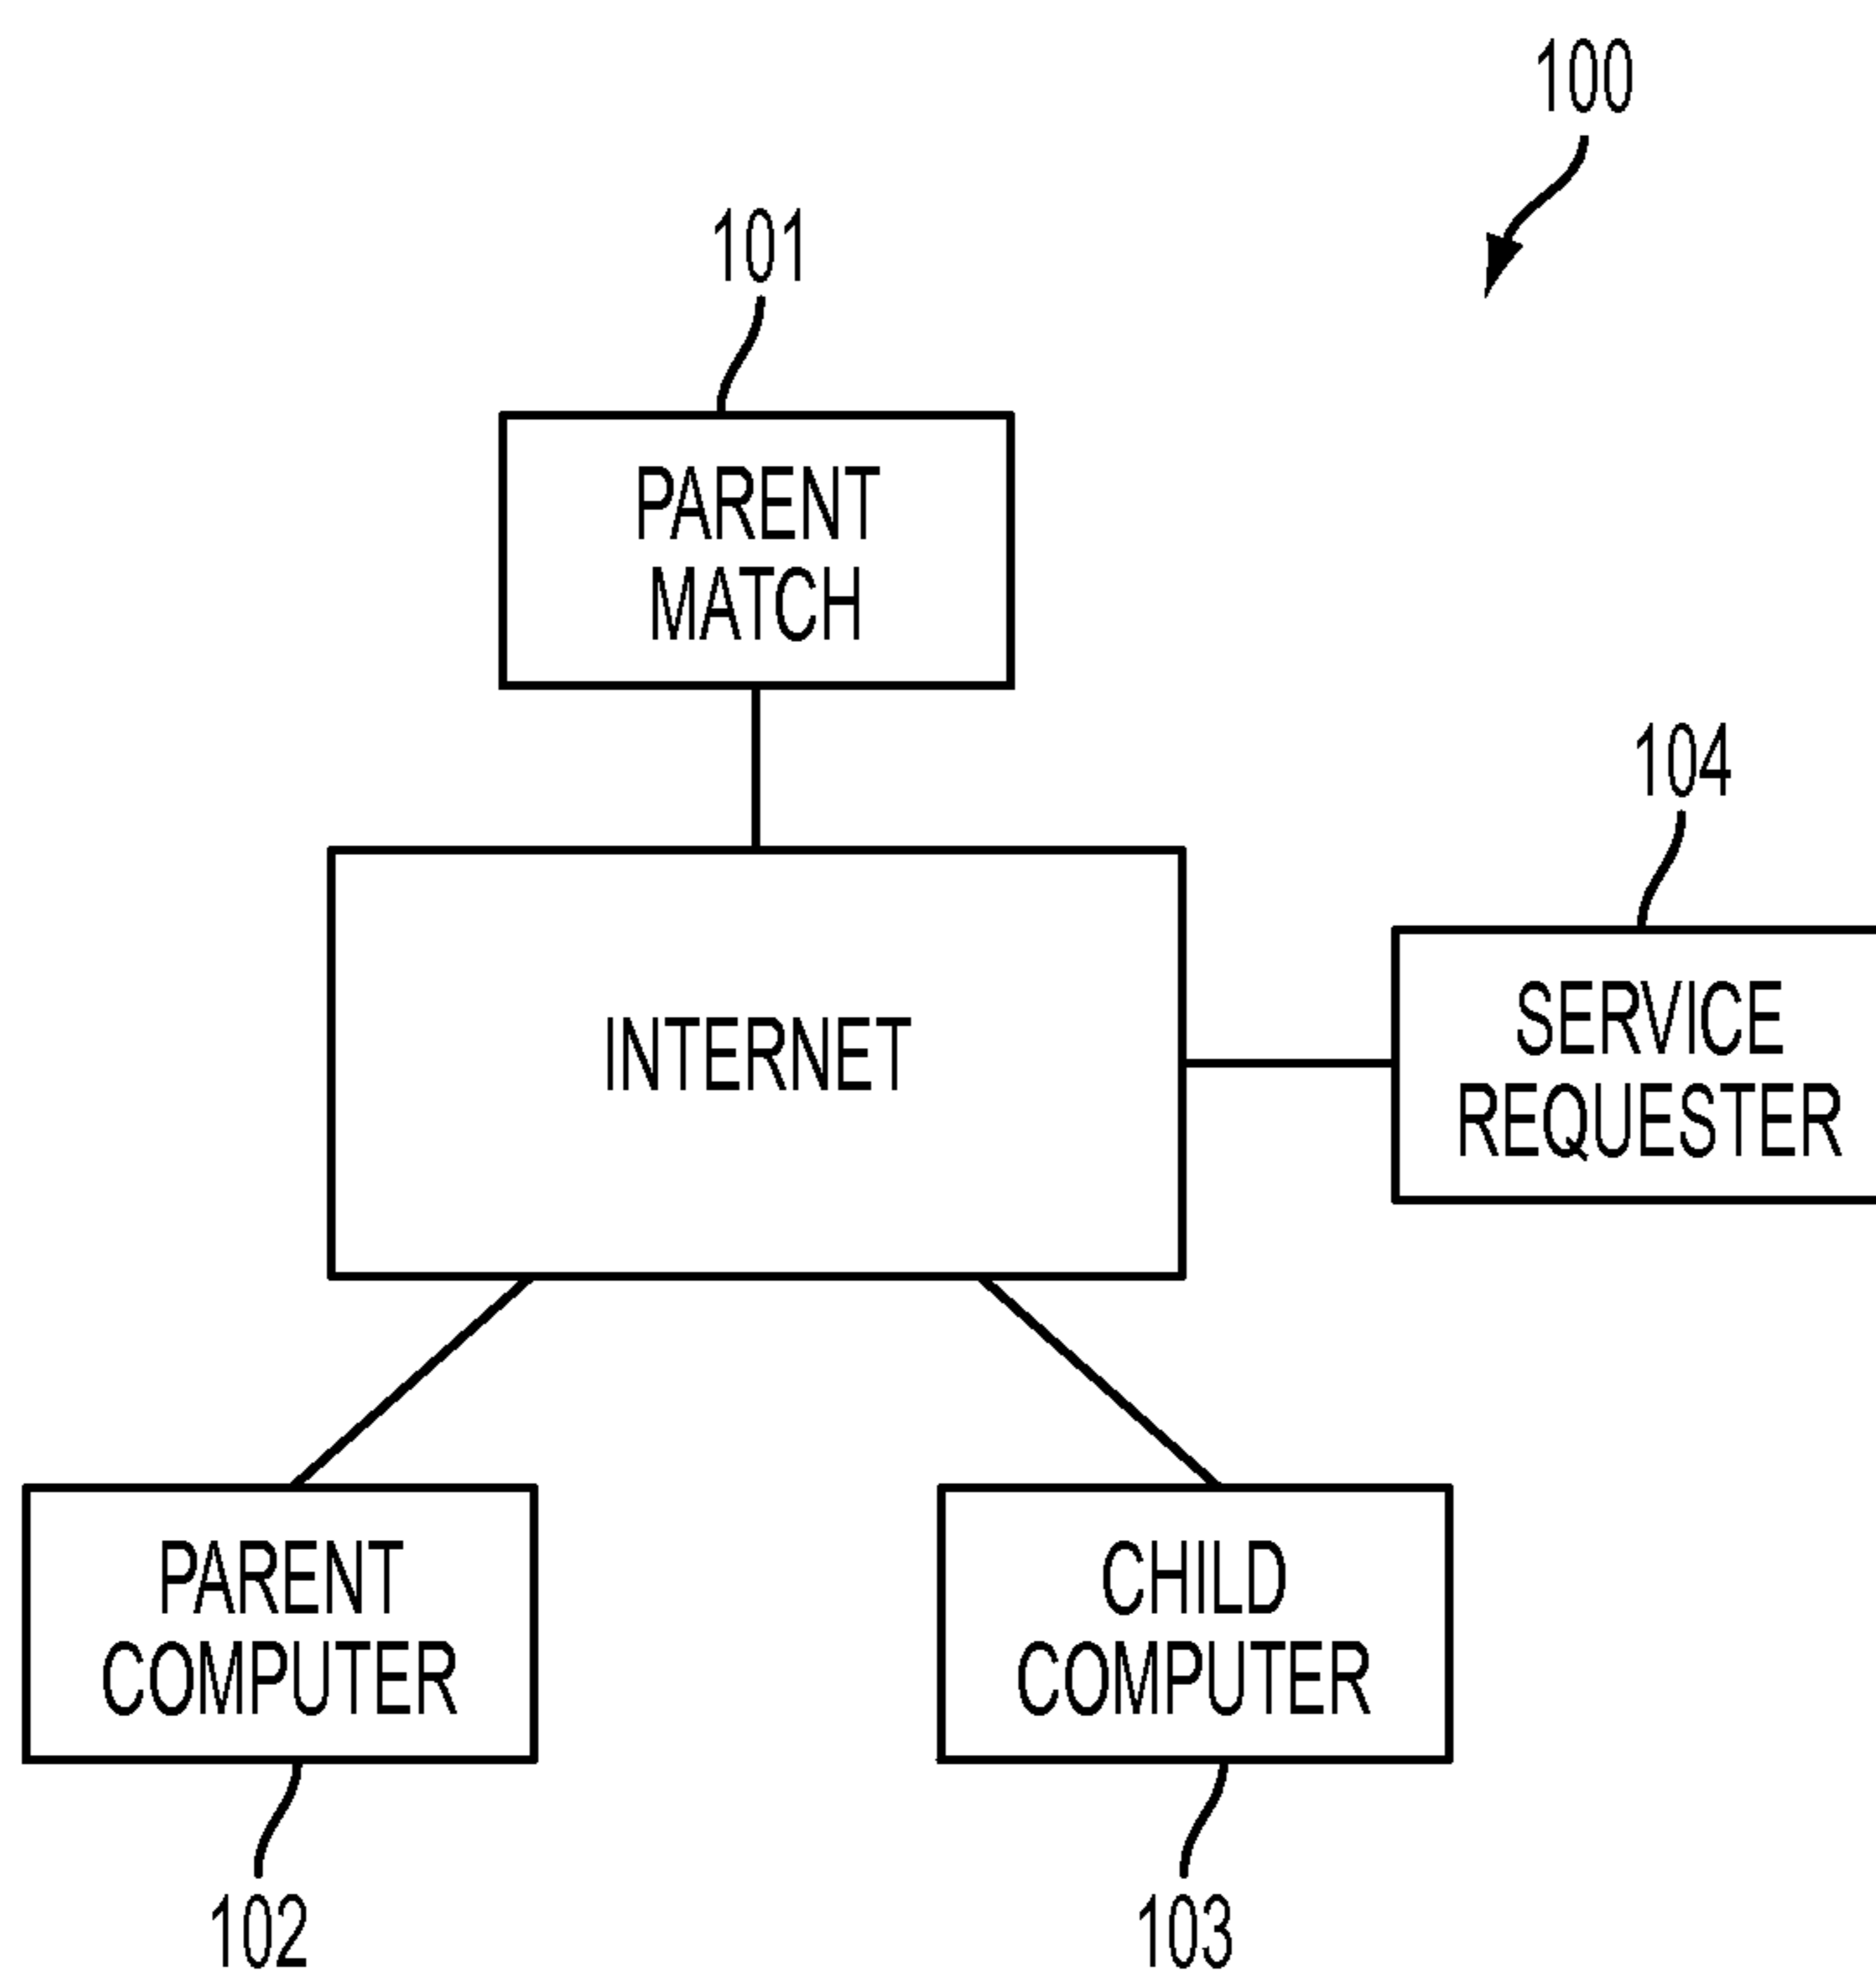 100
101
PARENT
MATCH
104
INTERNET
SERVICE
REQUESTER
PARENT
COMPUTER
CHILD
COMPUTER
102
103